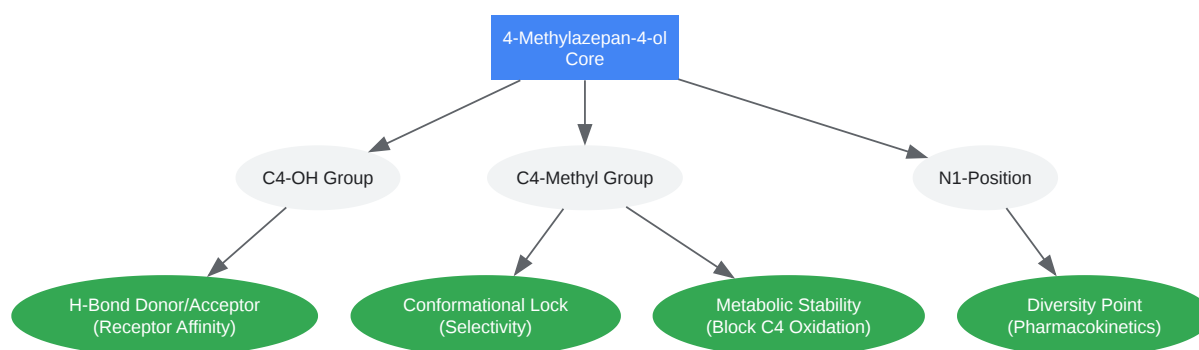 4-Methylazepan-4-ol
Core
C4-OH Group
C4-Methyl Group
N1-Position
H-Bond Donor/Acceptor
(Receptor Affinity)
Conformational Lock
(Selectivity)
Metabolic Stability
(Block C4 Oxidation)
Diversity Point
(Pharmacokinetics)